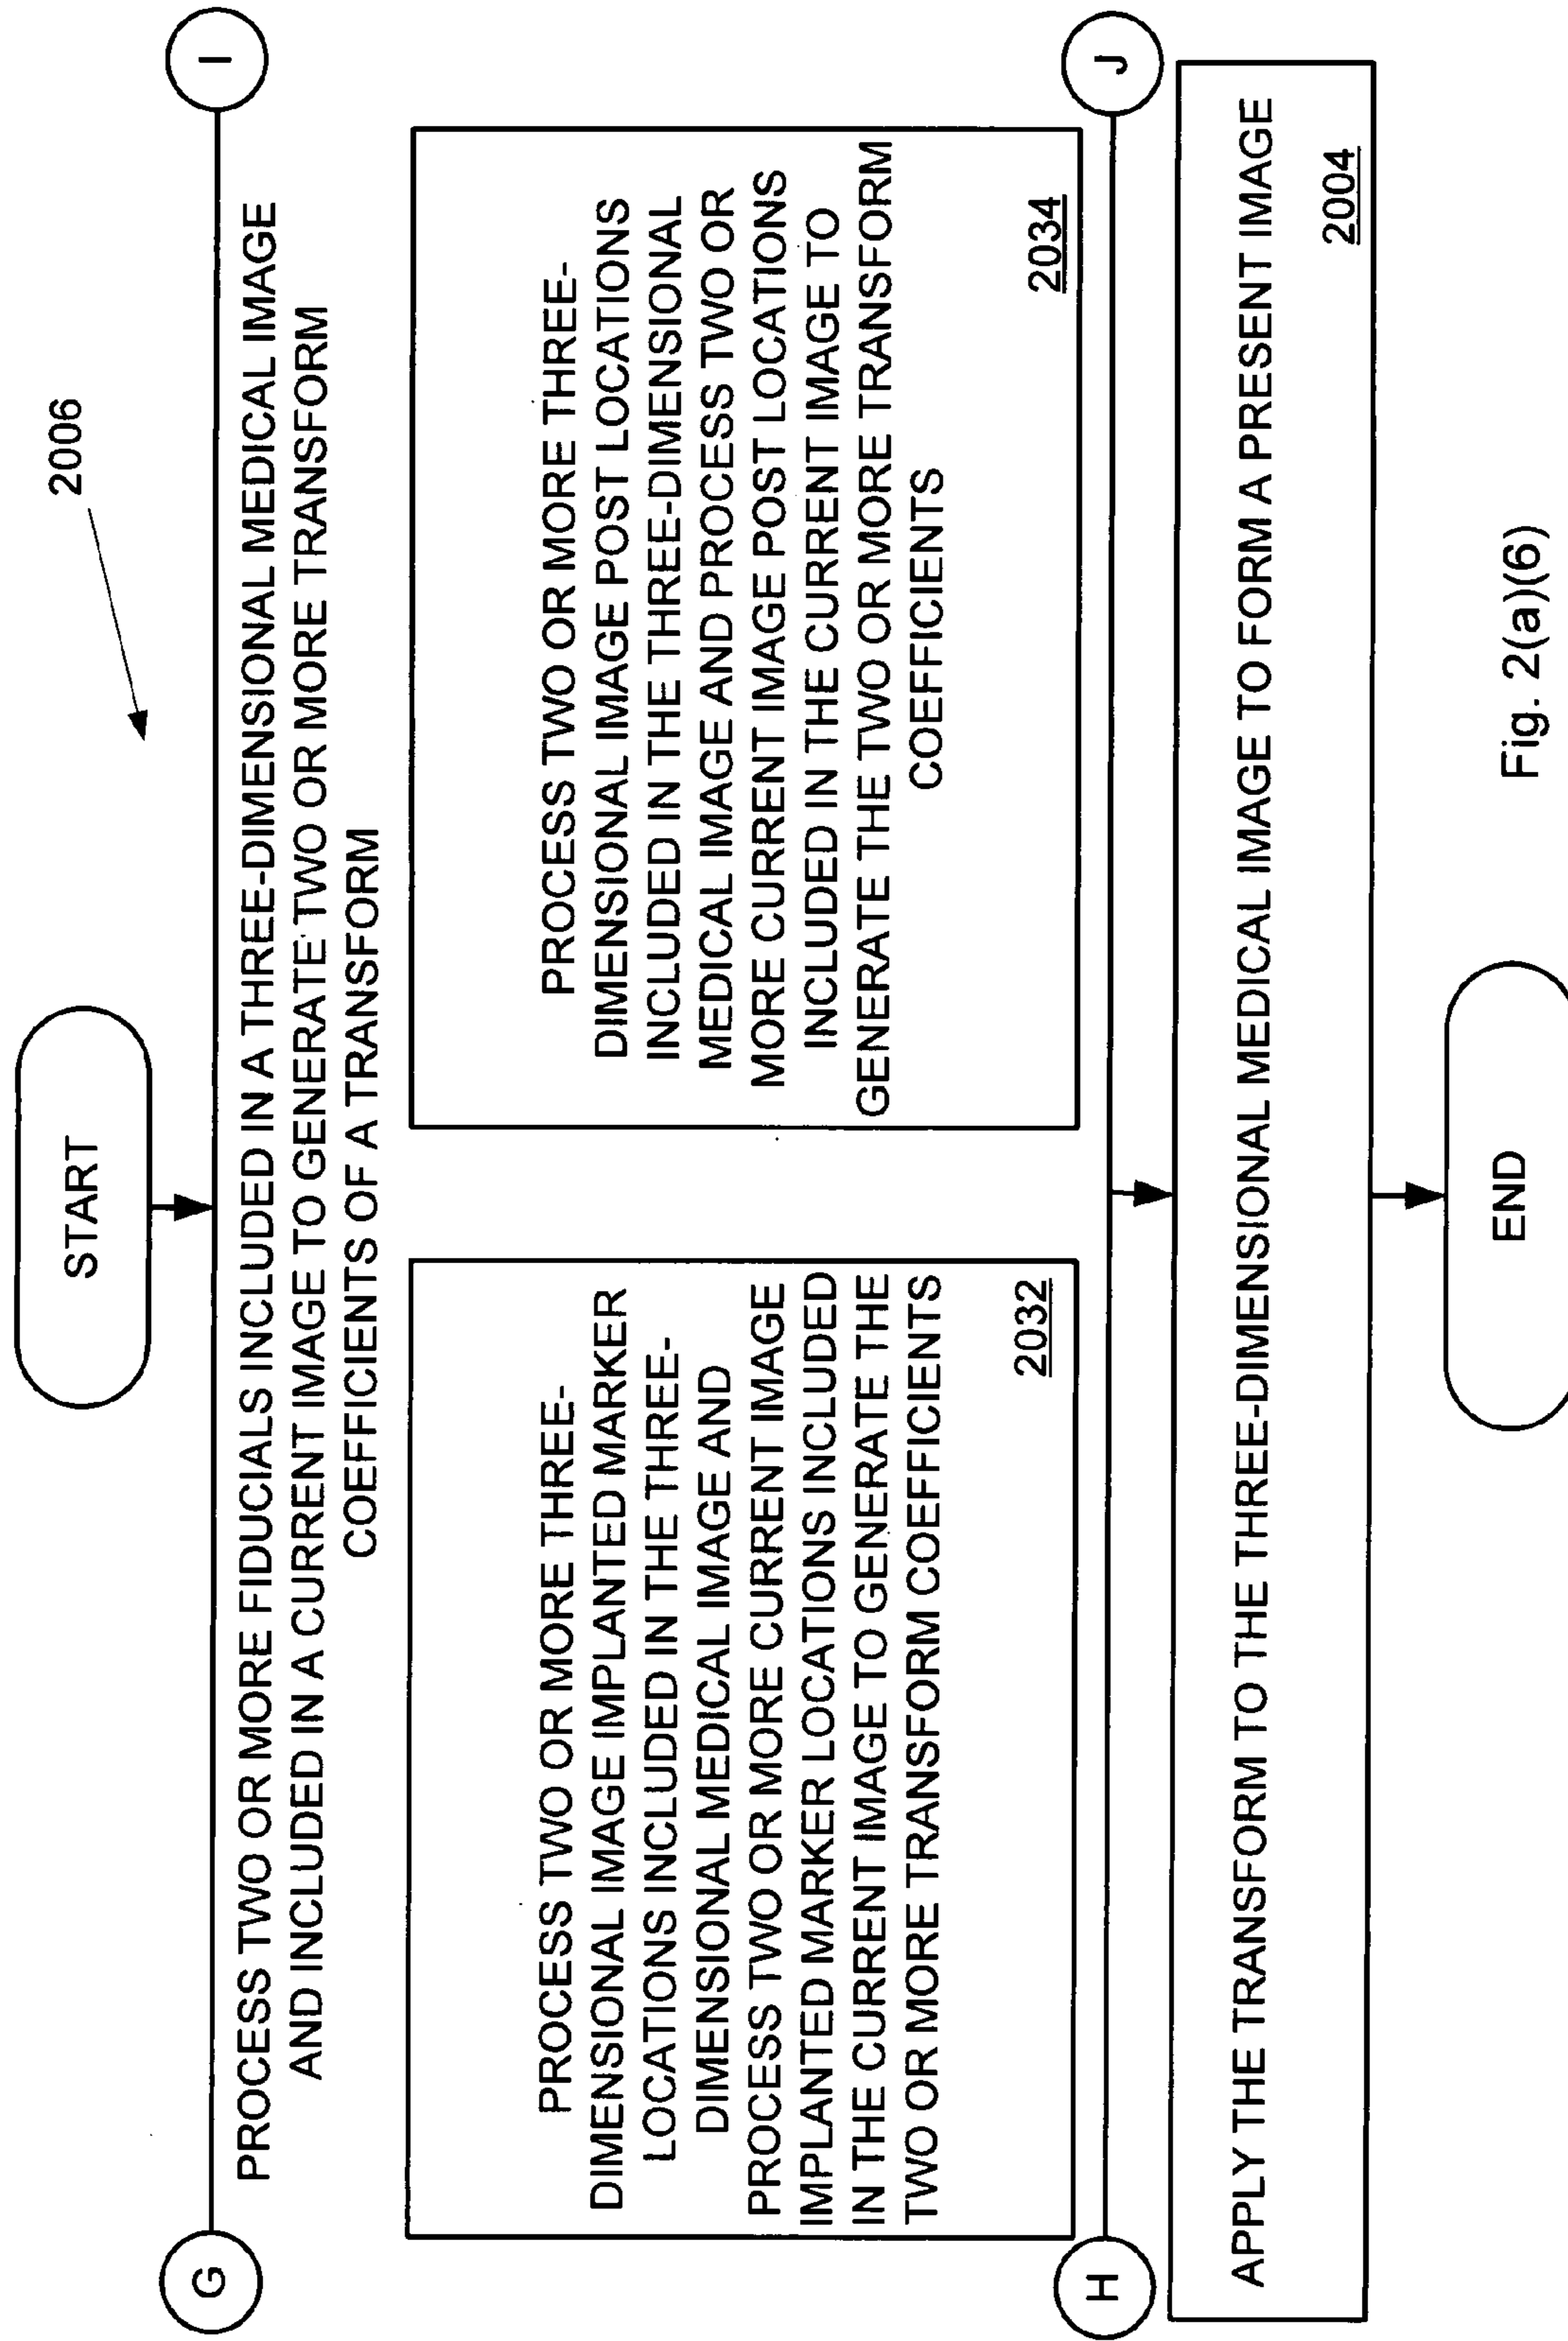 2006
START
G
I
PROCESS TWO OR MORE FIDUCIALS INCLUDED IN A THREE-DIMENSIONAL MEDICAL IMAGE
AND INCLUDED IN A CURRENT IMAGE TO GENERATE TWO OR MORE TRANSFORM
COEFFICIENTS OF A TRANSFORM
PROCESS TWO OR MORE THREE-
DIMENSIONAL IMAGE IMPLANTED MARKER
LOCATIONS INCLUDED IN THE THREE-
DIMENSIONAL MEDICAL IMAGE AND
PROCESS TWO OR MORE CURRENT IMAGE
IMPLANTED MARKER LOCATIONS INCLUDED
IN THE CURRENT IMAGE TO GENERATE THE
TWO OR MORE TRANSFORM COEFFICIENTS
2032
PROCESS TWO OR MORE THREE-
DIMENSIONAL IMAGE POST LOCATIONS
INCLUDED IN THE THREE-DIMENSIONAL
MEDICAL IMAGE AND PROCESS TWO OR
MORE CURRENT IMAGE POST LOCATIONS
INCLUDED IN THE CURRENT IMAGE TO
GENERATE THE TWO OR MORE TRANSFORM
COEFFICIENTS
2034
H
J
APPLY THE TRANSFORM TO THE THREE-DIMENSIONAL MEDICAL IMAGE TO FORM A PRESENT IMAGE
2004
END
Fig. 2(a)(6)